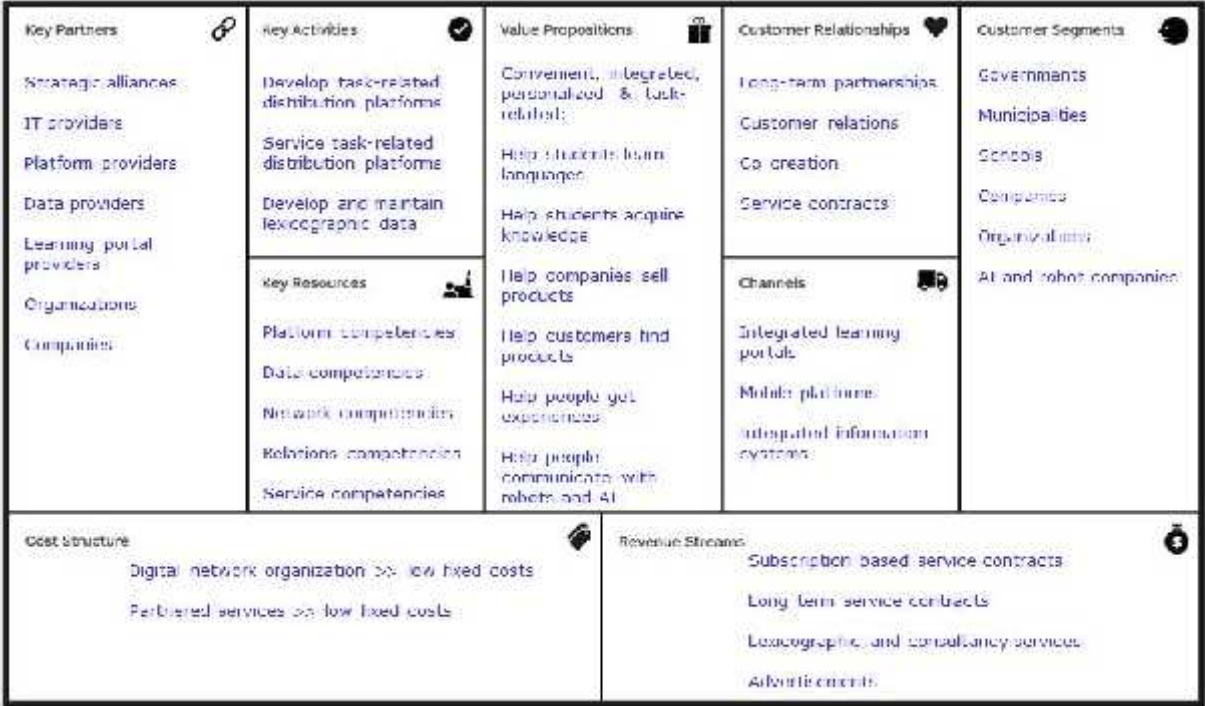 Key Partners
Strategic alliances
IT providers
Platform providers
Data providers
Learning portal
providers
Organizations
Companies
Key Activities
Develop task-related
distribution platforms
Service task-related
distribution platforms
Develop and maintain
lexicographic data
Key Resources
Platform competencies
Data competencies
Network competencies
Relations competencies
Service competencies
Value Propositions
Convenient, integrated,
personalized & task-
related:
Help students learn
languages
Help students acquire
knowledge
Help companies sell
products
Help customers find
products
Help people get
experiences
Help people
communicate with
robots and AI
Customer Relationships
Long-term partnerships
Customer relations
Co creation
Service contracts
Channels
Integrated learning
portals
Mobile platforms
Integrated information
systems
Customer Segments
Governments
Municipalities
Schools
Companies
Organizations
AI and robot companies
Cost Structure
Digital network organization >> low fixed costs
Partnered services >> low fixed costs
Revenue Streams
Subscription based service contracts
Long term service contracts
Lexicographic and consultancy services
Advertisements